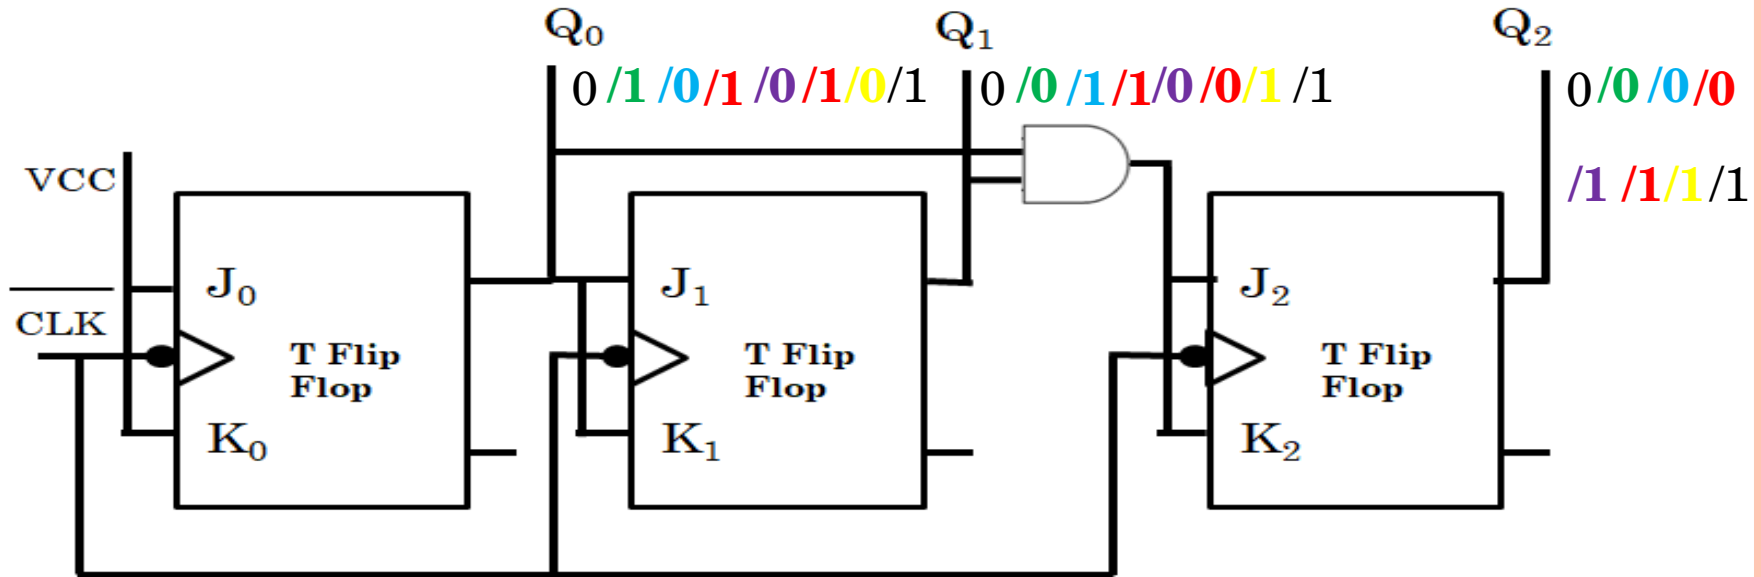 Q₀ Q₁ Q₂
0 /1 /0 /1 /0 /1 /0 /1 0 /0 /1 /1 /0 /0 /1 /1 0 /0 /0 /0
VCC /1 /1 /1 /1
J₀ J₁ J₂
CLK
T Flip T Flip T Flip
Flop Flop Flop
K₀ K₁ K₂